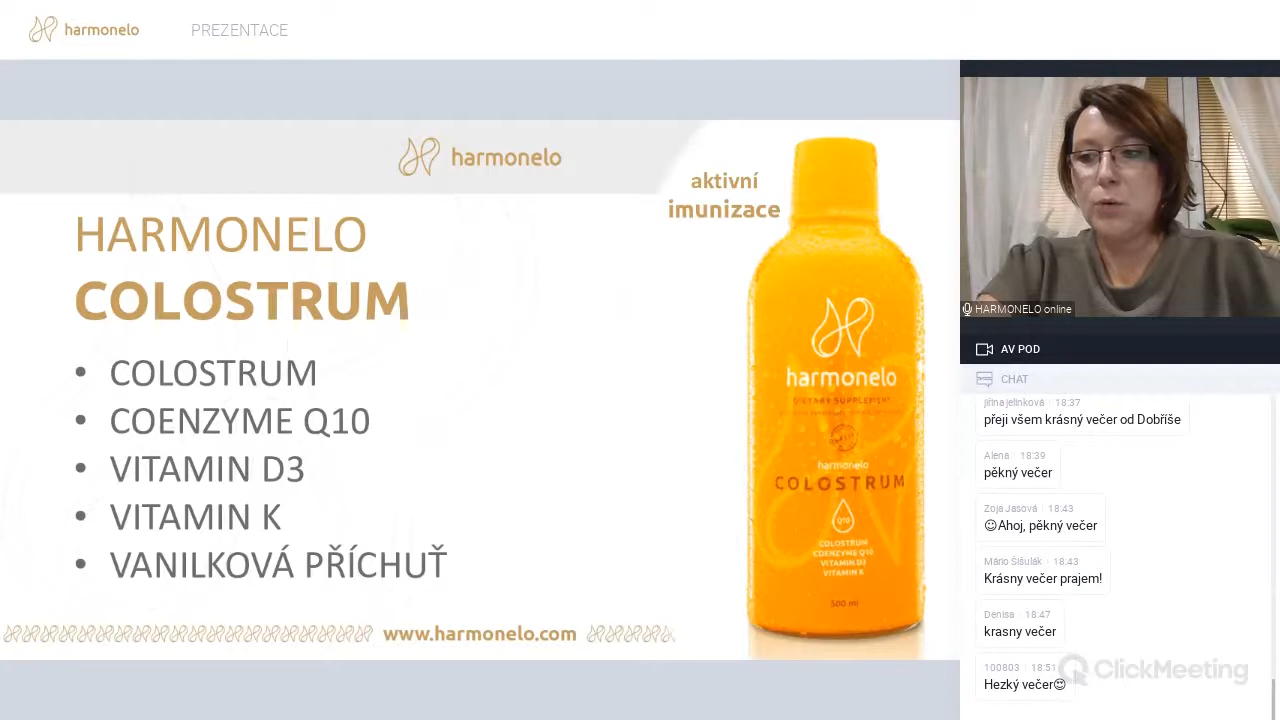 harmonelo
PREZENTACE
harmonelo
aktivní
imunizace
HARMONELO
COLOSTRUM
• COLOSTRUM
• COENZYME Q10
• VITAMIN D3
• VITAMIN K
• VANILKOVÁ PŘÍCHUŤ
www.harmonelo.com
harmonelo
DIETARY SUPPLEMENT
harmonelo
COLOSTRUM
Q10
COLOSTRUM
COENZYME Q10
VITAMIN D3
VITAMIN K
500 ml
HARMONELO online
AV POD
CHAT
jiřina jelinková 18:37
přeji všem krásný večer od Dobříše
Alena 18:39
pěkný večer
Zoja Jasová 18:43
☺Ahoj, pěkný večer
Mário Šišulák 18:43
Krásny večer prajem!
Denisa 18:47
krasny večer
100803 18:51
Hezký večer😍
ClickMeeting